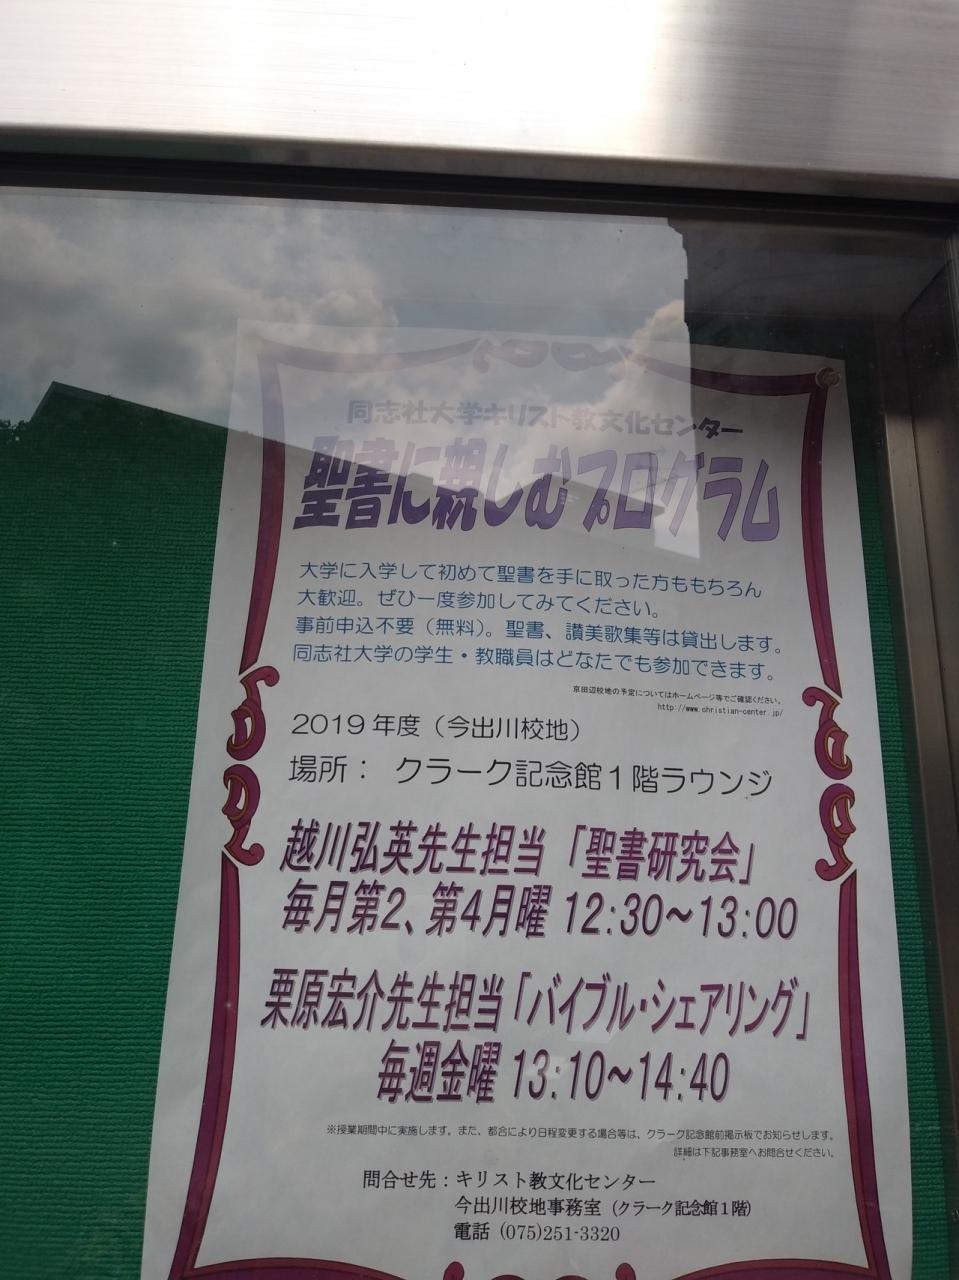 同志社大学キリスト教文化センター
聖書に親しむプログラム
大学に入学して初めて聖書を手に取った方ももちろん
大歓迎。ぜひ一度参加してみてください。
事前申込不要（無料）。聖書、讃美歌集等は貸出します。
同志社大学の学生・教職員はどなたでも参加できます。
京田辺校地の予定についてはホームページ等でご確認ください。
http://www.christian-center.jp/
2019年度（今出川校地）
場所： クラーク記念館１階ラウンジ
越川弘英先生担当「聖書研究会」
毎月第2、第4月曜 12:30～13:00
栗原宏介先生担当「バイブル・シェアリング」
毎週金曜 13:10～14:40
※授業期間中に実施します。また、都合により日程変更する場合等は、クラーク記念館前掲示板でお知らせします。
詳細は下記事務室へお問合せください。
問合せ先：キリスト教文化センター
今出川校地事務室（クラーク記念館１階）
電話（075)251-3320